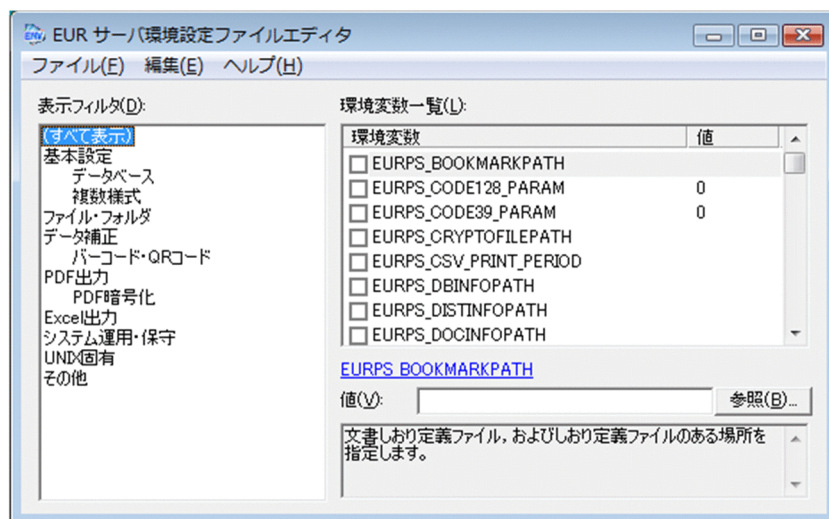 EUR サーバ環境設定ファイルエディタ
ファイル(F) 編集(E) ヘルプ(H)
表示フィルタ(D):
(すべて表示)
基本設定
データベース
複数様式
ファイル・フォルダ
データ補正
バーコード・QRコード
PDF出力
PDF暗号化
Excel出力
システム運用・保守
UNIX固有
その他
環境変数一覧(L):
環境変数 値
EURPS_BOOKMARKPATH
EURPS_CODE128_PARAM 0
EURPS_CODE39_PARAM 0
EURPS_CRYPTOFILEPATH
EURPS_CSV_PRINT_PERIOD
EURPS_DBINFOPATH
EURPS_DISTINFOPATH
EURPS_DOCINFOPATH
EURPS_BOOKMARKPATH
値(V): 参照(B)...
文書しおり定義ファイル，およびしおり定義ファイルのある場所を
指定します。